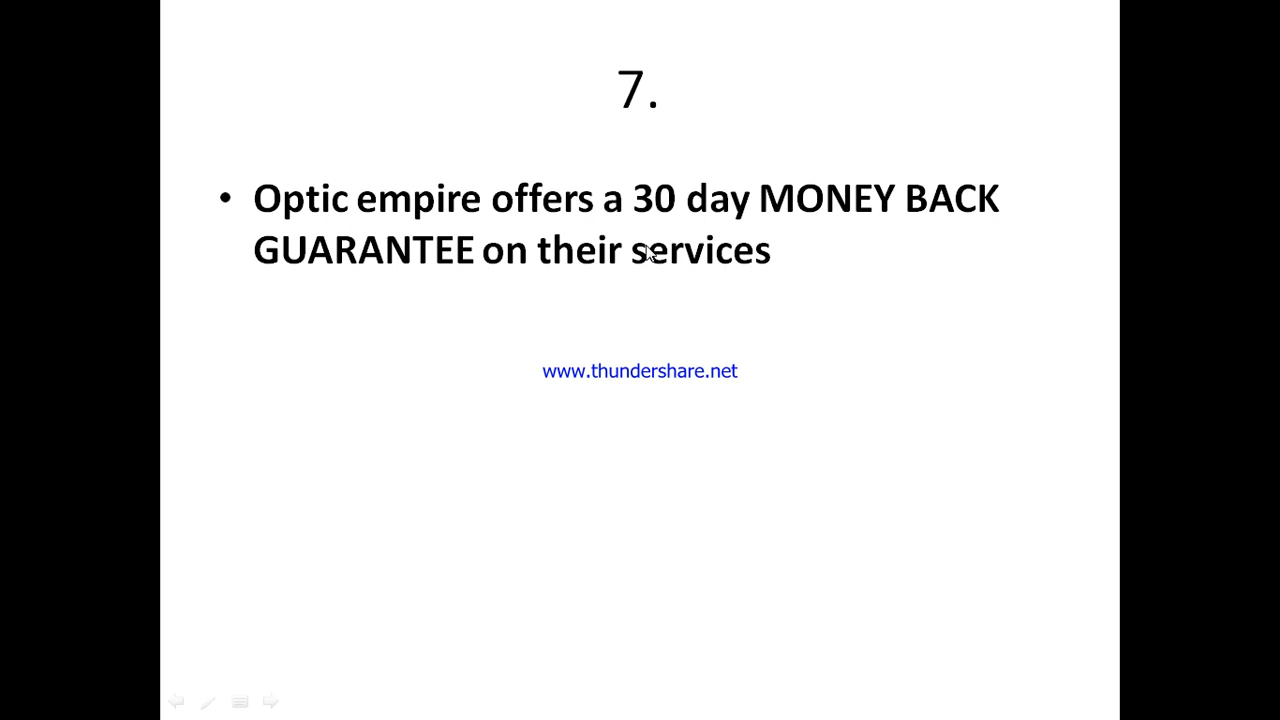 7.
• Optic empire offers a 30 day MONEY BACK
GUARANTEE on their services
www.thundershare.net